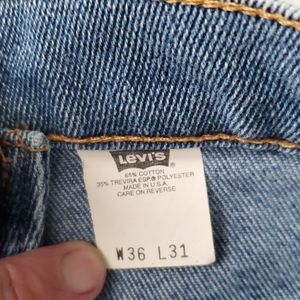 Levi's
65% COTTON
35% TREVIRA ESP.® POLYESTER
MADE IN U.S.A.
CARE ON REVERSE
W36 L31